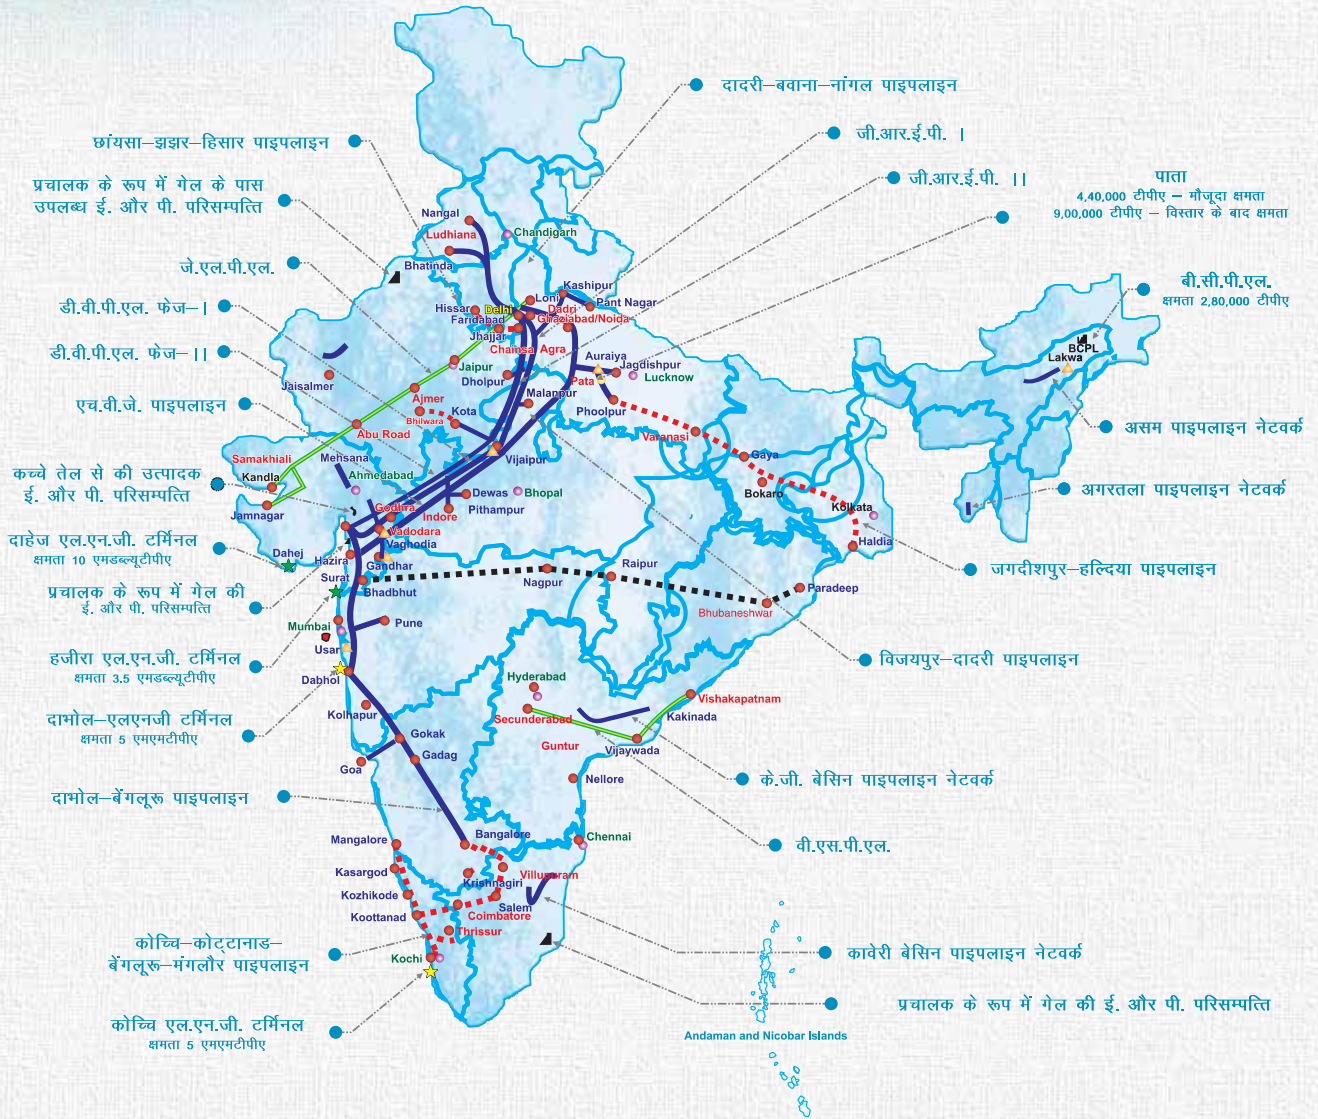 दादरी–बवाना–नांगल पाइपलाइन
छांयसा–झझर–हिसार पाइपलाइन
जी.आर.ई.पी. I
प्रचालक के रूप में गेल के पास
उपलब्ध ई. और पी. परिसम्पत्ति
जी.आर.ई.पी. II
पाता
4,40,000 टीपीए – मौजूदा क्षमता
9,00,000 टीपीए – विस्तार के बाद क्षमता
जे.एल.पी.एल.
बी.सी.पी.एल.
क्षमता 2,80,000 टीपीए
डी.वी.पी.एल. फेज–I
डी.वी.पी.एल. फेज–II
एच.वी.जे. पाइपलाइन
असम पाइपलाइन नेटवर्क
कच्चे तेल से की उत्पादक
ई. और पी. परिसम्पत्ति
अगरतला पाइपलाइन नेटवर्क
दाहेज एल.एन.जी. टर्मिनल
क्षमता 10 एमडब्ल्यूटीपीए
जगदीशपुर–हल्दिया पाइपलाइन
प्रचालक के रूप में गेल की
ई. और पी. परिसम्पत्ति
हजीरा एल.एन.जी. टर्मिनल
क्षमता 3.5 एमडब्ल्यूटीपीए
विजयपुर–दादरी पाइपलाइन
दाभोल–एलएनजी टर्मिनल
क्षमता 5 एमएमटीपीए
के.जी. बेसिन पाइपलाइन नेटवर्क
दाभोल–बेंगलूरू पाइपलाइन
वी.एस.पी.एल.
कोच्चि–कोट्टानाड–
बेंगलूरू–मंगलौर पाइपलाइन
कावेरी बेसिन पाइपलाइन नेटवर्क
प्रचालक के रूप में गेल की ई. और पी. परिसम्पत्ति
कोच्चि एल.एन.जी. टर्मिनल
क्षमता 5 एमएमटीपीए
Nangal
Ludhiana
Chandigarh
Bhatinda
Kashipur
Loni
Pant Nagar
Hissar
Delhi
Dadri
Faridabad
Ghaziabad/Noida
Jhajjar
Chainsa
Agra
Auraiya
Jaipur
Jagdishpur
Jaisalmer
Dholpur
Pata
Lucknow
Ajmer
Malanpur
Phoolpur
Kota
Bhilwara
Abu Road
Varanasi
Samakhiali
Mehsana
Vijaipur
Gaya
Kandla
Ahmedabad
Dewas
Bhopal
Bokaro
Jamnagar
Godhra
Indore
Pithampur
Kolkata
Vadodara
Vaghodia
Haldia
Dahej
Hazira
Gandhar
Surat
Bhadbhut
Nagpur
Raipur
Paradeep
Bhubaneshwar
Mumbai
Pune
Usar
Dabhol
Hyderabad
Vishakapatnam
Kolhapur
Secunderabad
Kakinada
Gokak
Guntur
Vijaywada
Gadag
Goa
Nellore
Mangalore
Bangalore
Chennai
Kasargod
Krishnagiri
Villupuram
Kozhikode
Salem
Koottanad
Coimbatore
Thrissur
Kochi
BCPL
Lakwa
Andaman and Nicobar Islands